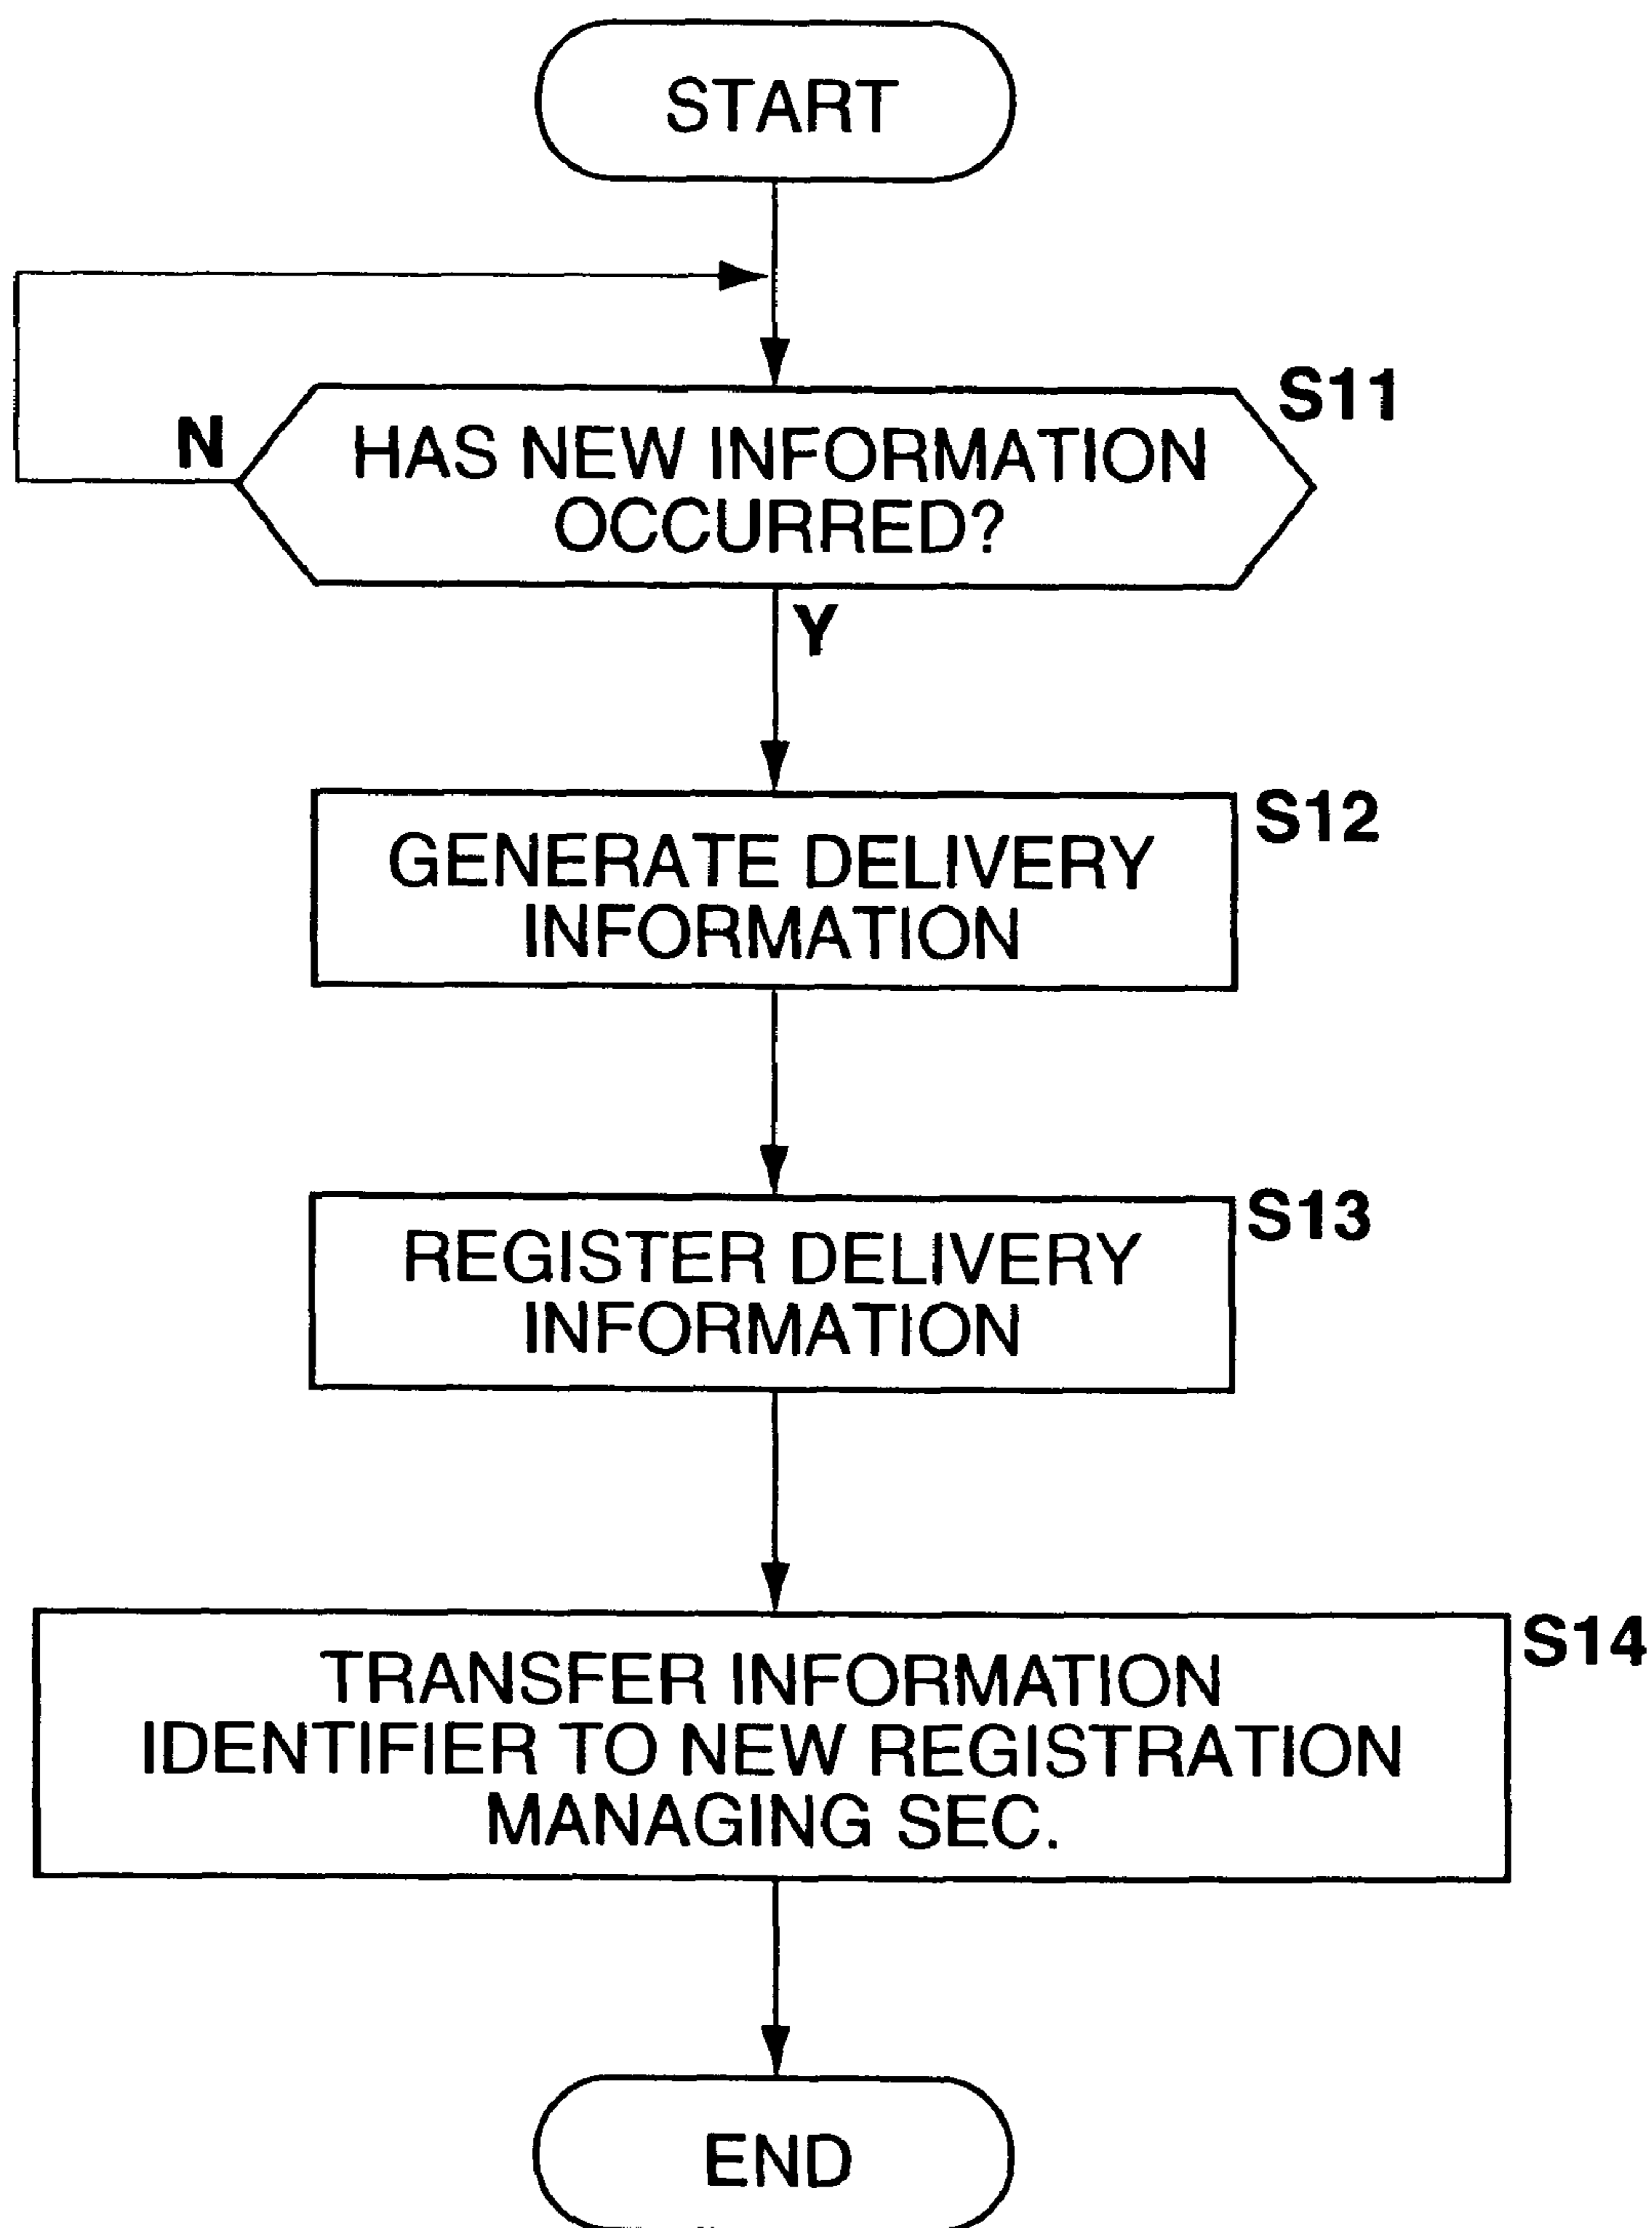 START
S11
N
HAS NEW INFORMATION
OCCURRED?
Y
S12
GENERATE DELIVERY
INFORMATION
S13
REGISTER DELIVERY
INFORMATION
S14
TRANSFER INFORMATION
IDENTIFIER TO NEW REGISTRATION
MANAGING SEC.
END